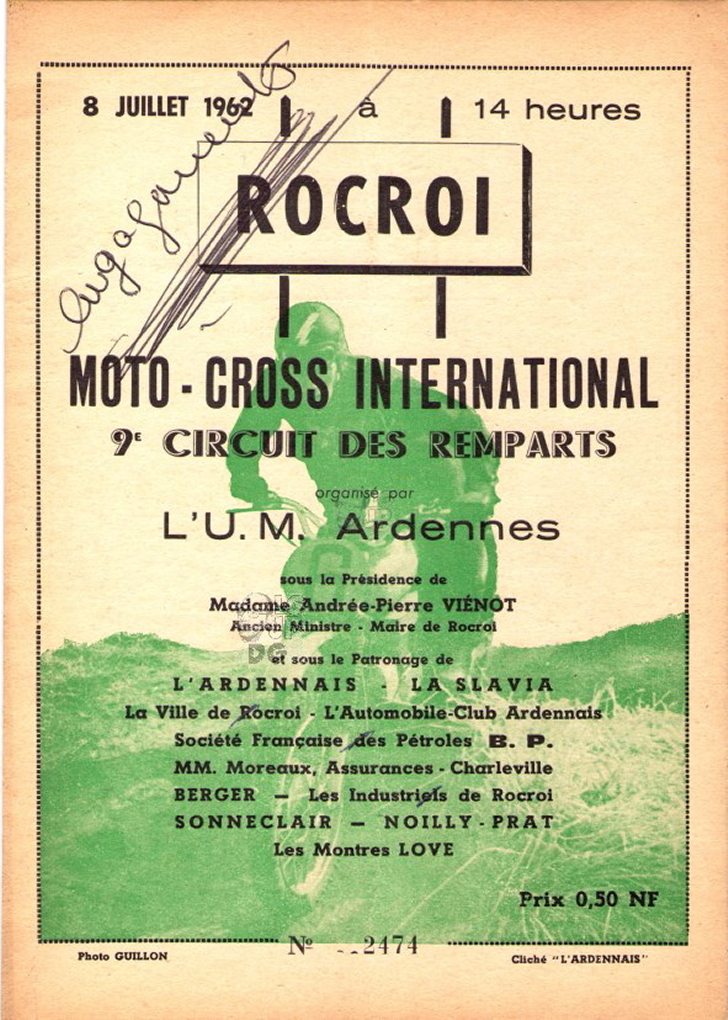 8 JUILLET 1962 à 14 heures
ROCROI
MOTO - CROSS INTERNATIONAL
9E CIRCUIT DES REMPARTS
organisé par
L'U. M. Ardennes
sous la Présidence de
Madame Andrée-Pierre VIÉNOT
Ancien Ministre - Maire de Rocroi
et sous le Patronage de
L'ARDENNAIS - LA SLAVIA
La Ville de Rocroi - L'Automobile-Club Ardennais
Société Française des Pétroles B. P.
MM. Moreaux, Assurances - Charleville
BERGER — Les Industriels de Rocroi
SONNECLAIR — NOILLY - PRAT
Les Montres LOVE
Prix 0,50 NF
Nº 2474
Photo GUILLON
Cliché "L'ARDENNAIS"